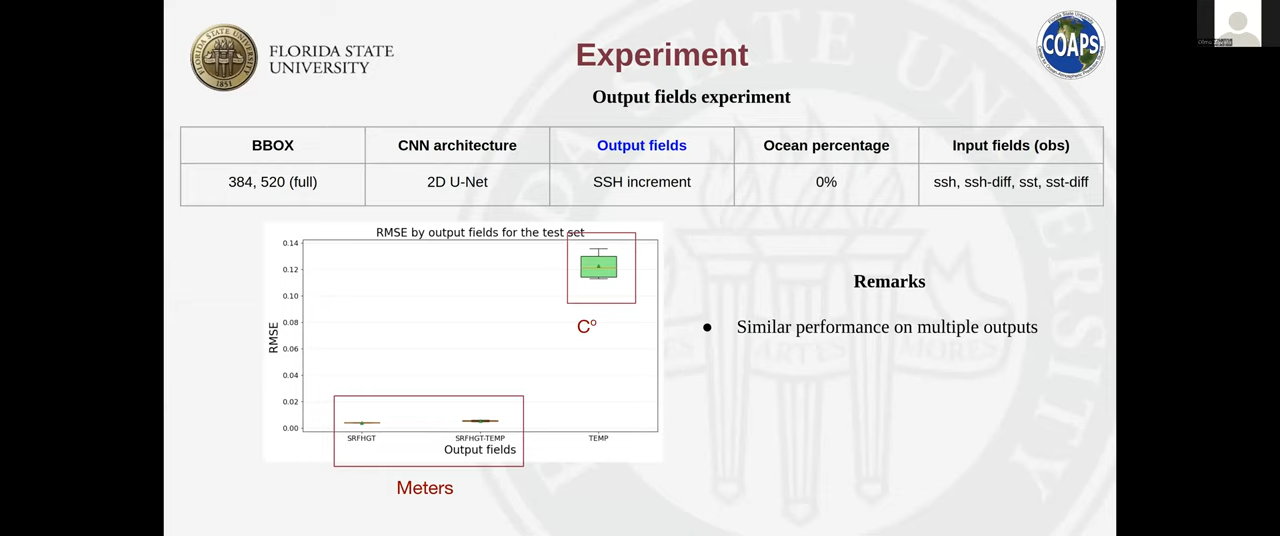 FLORIDA STATE
UNIVERSITY
1851
Experiment
COAPS
Output fields experiment
BBOX CNN architecture Output fields Ocean percentage Input fields (obs)
384, 520 (full) 2D U-Net SSH increment 0% ssh, ssh-diff, sst, sst-diff
RMSE by output fields for the test set
0.14
0.12
0.10
0.08
0.06
0.04
0.02
0.00
RMSE
SRFHGT SRFHGT-TEMP TEMP
Output fields
Cº
Meters
Remarks
● Similar performance on multiple outputs